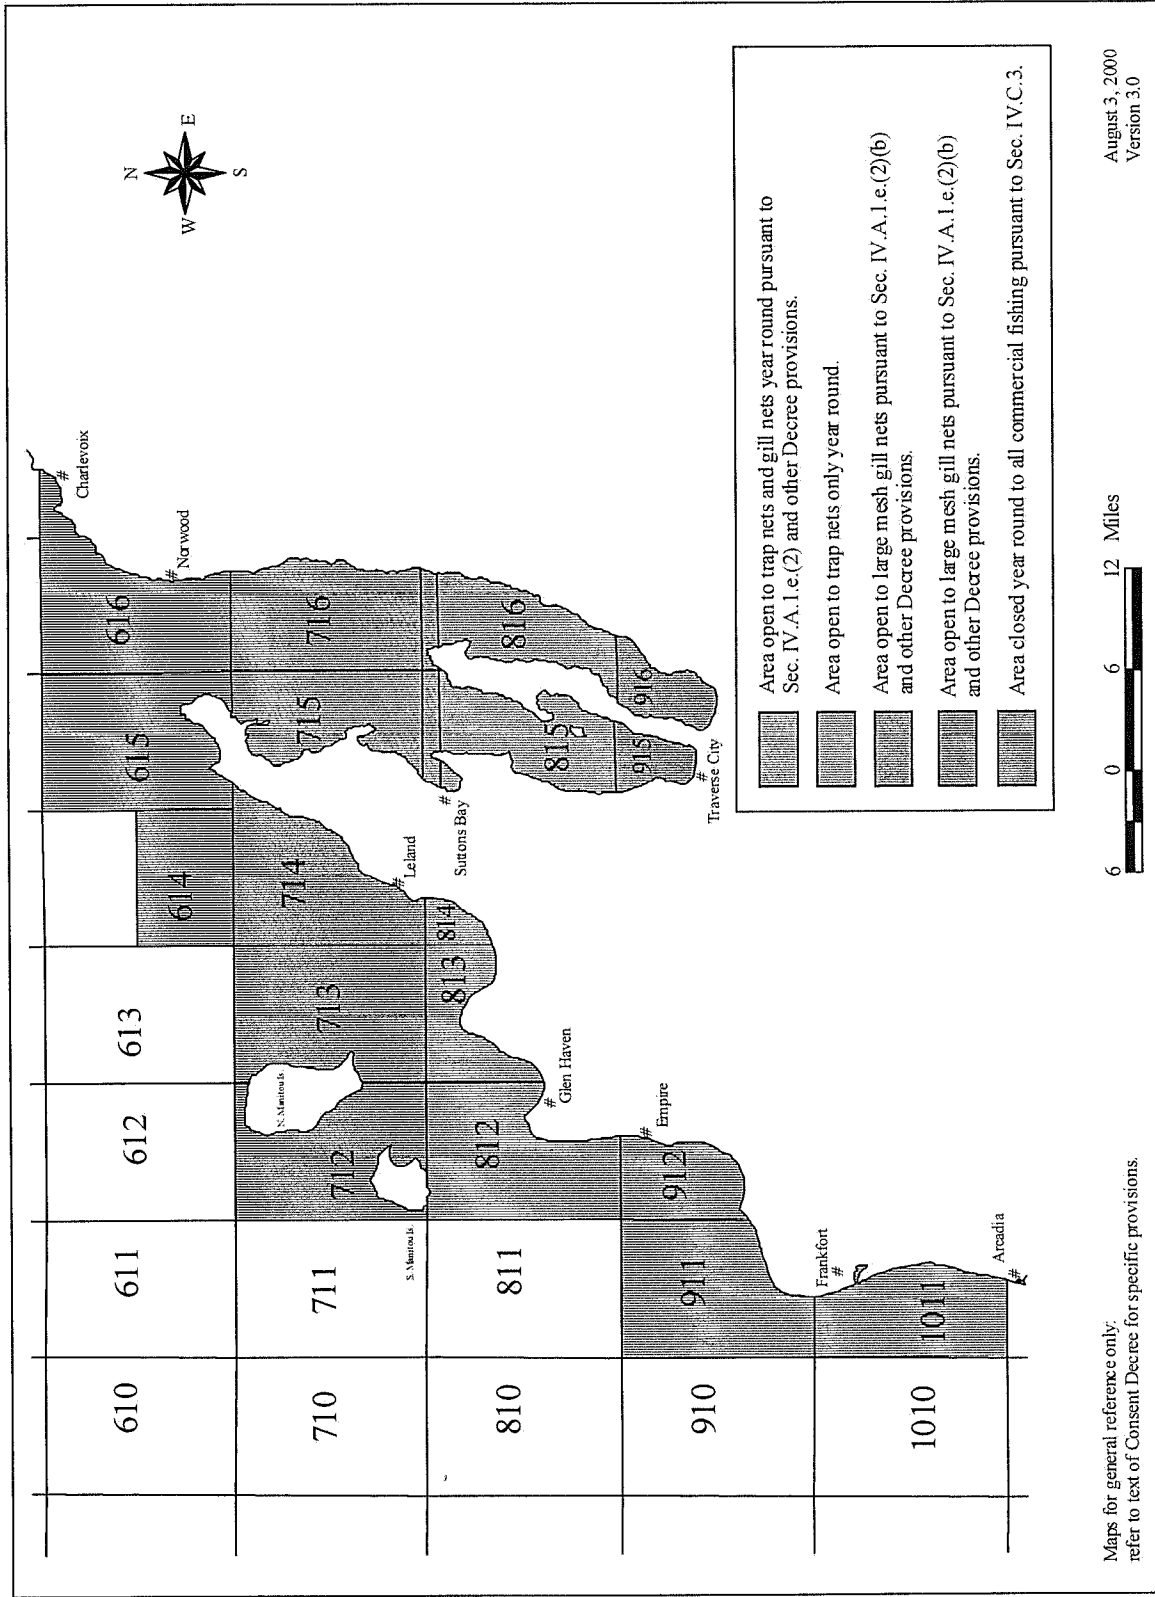 N
W
E
S
Charlevoix
#
# Norwood
610
611
612
613
614
615
616
710
711
712
713
714
715
716
N. Manitou Is.
S. Manitou Is.
# Leland
#
Suttons Bay
810
811
812
813
814
815
816
# Glen Haven
# Empire
910
911
912
915
916
#
Traverse City
Frankfort
#
1010
1011
Arcadia
#
Area open to trap nets and gill nets year round pursuant to
Sec. IV.A.1.e.(2) and other Decree provisions.
Area open to trap nets only year round.
Area open to large mesh gill nets pursuant to Sec. IV.A.1.e.(2)(b)
and other Decree provisions.
Area open to large mesh gill nets pursuant to Sec. IV.A.1.e.(2)(b)
and other Decree provisions.
Area closed year round to all commercial fishing pursuant to Sec. IV.C.3.
6 0 6 12 Miles
Maps for general reference only:
refer to text of Consent Decree for specific provisions.
August 3, 2000
Version 3.0